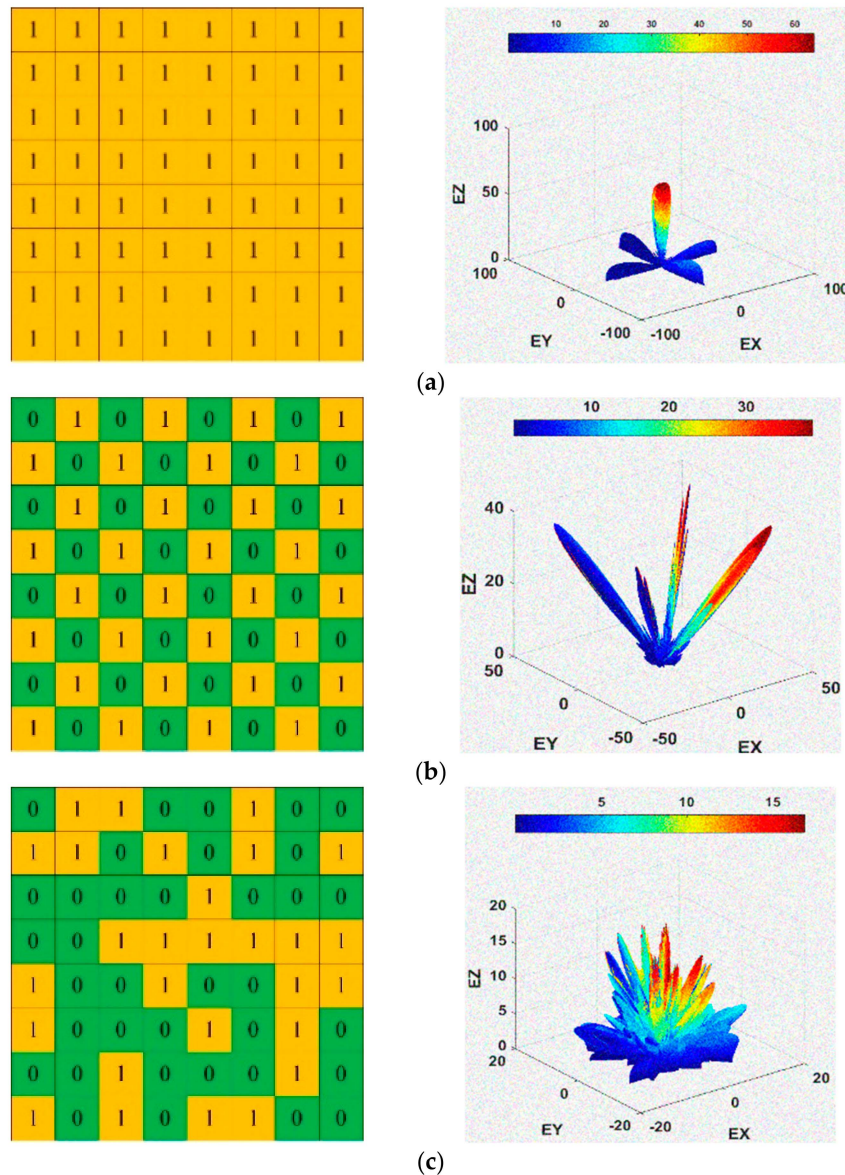 1 1 1 1 1 1 1 1
1 1 1 1 1 1 1 1
1 1 1 1 1 1 1 1
1 1 1 1 1 1 1 1
1 1 1 1 1 1 1 1
1 1 1 1 1 1 1 1
1 1 1 1 1 1 1 1
1 1 1 1 1 1 1 1
10 20 30 40 50 60
100
50
0
EZ
100
0
-100
EY
-100
0
100
EX
(a)
0 1 0 1 0 1 0 1
1 0 1 0 1 0 1 0
0 1 0 1 0 1 0 1
1 0 1 0 1 0 1 0
0 1 0 1 0 1 0 1
1 0 1 0 1 0 1 0
0 1 0 1 0 1 0 1
1 0 1 0 1 0 1 0
10 20 30
40
20
0
EZ
50
0
-50
EY
-50
0
50
EX
(b)
0 1 1 0 0 1 0 0
1 1 0 1 0 1 0 1
0 0 0 0 1 0 0 0
0 0 1 1 1 1 1 1
1 0 0 1 0 0 1 1
1 0 0 0 1 0 1 0
0 0 1 0 0 0 1 0
1 0 1 0 1 1 0 0
5 10 15
20
15
10
5
0
EZ
20
0
-20
EY
-20
0
20
EX
(c)